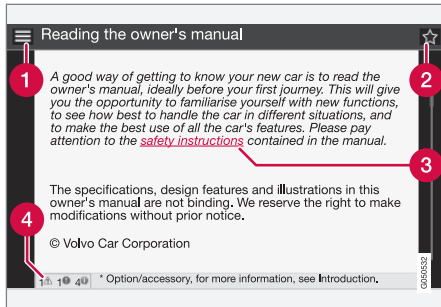 Reading the owner's manual
1
2
A good way of getting to know your new car is to read the
owner's manual, ideally before your first journey. This will give
you the opportunity to familiarise yourself with new functions,
to see how best to handle the car in different situations, and
to make the best use of all the car's features. Please pay
attention to the safety instructions contained in the manual.
3
The specifications, design features and illustrations in this
owner's manual are not binding. We reserve the right to make
modifications without prior notice.
4
© Volvo Car Corporation
1 1 4 * Option/accessory, for more information, see Introduction.
G050532